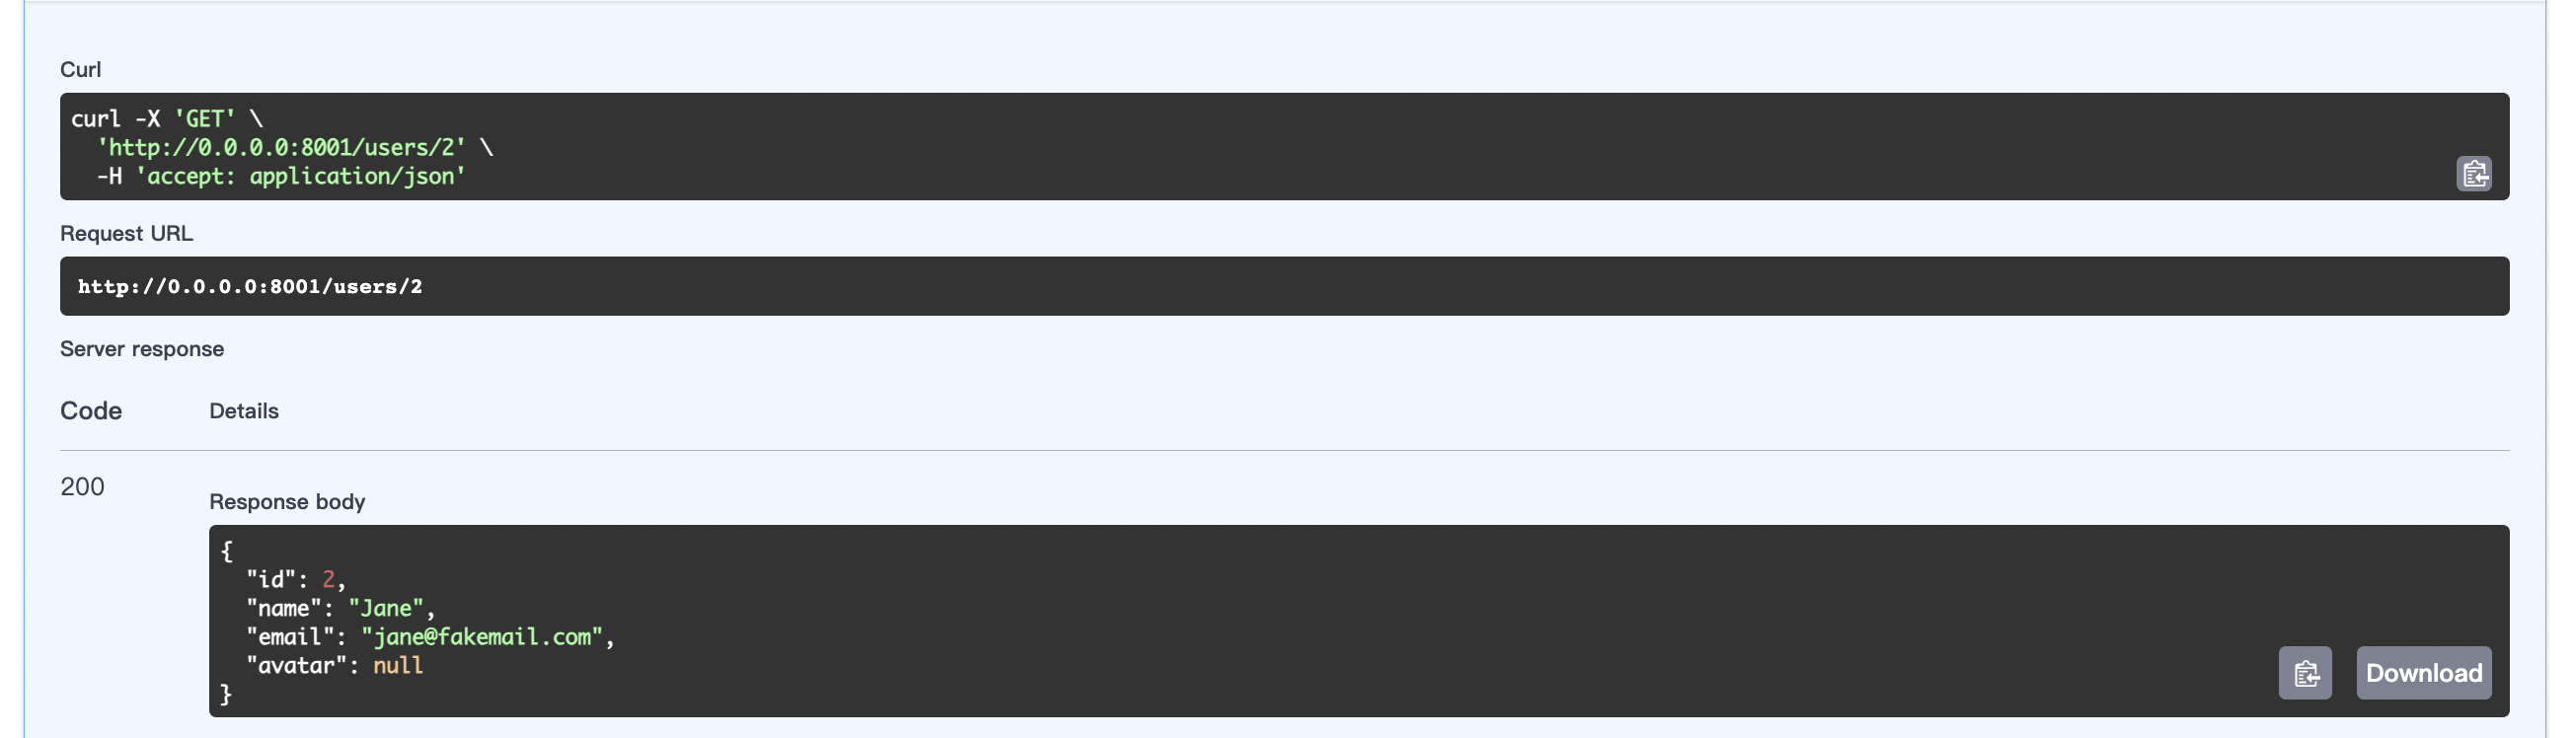 Curl
curl -X 'GET' \
  'http://0.0.0.0:8001/users/2' \
  -H 'accept: application/json'
Request URL
http://0.0.0.0:8001/users/2
Server response
Code Details
200
Response body
{
  "id": 2,
  "name": "Jane",
  "email": "jane@fakemail.com",
  "avatar": null
}
Download